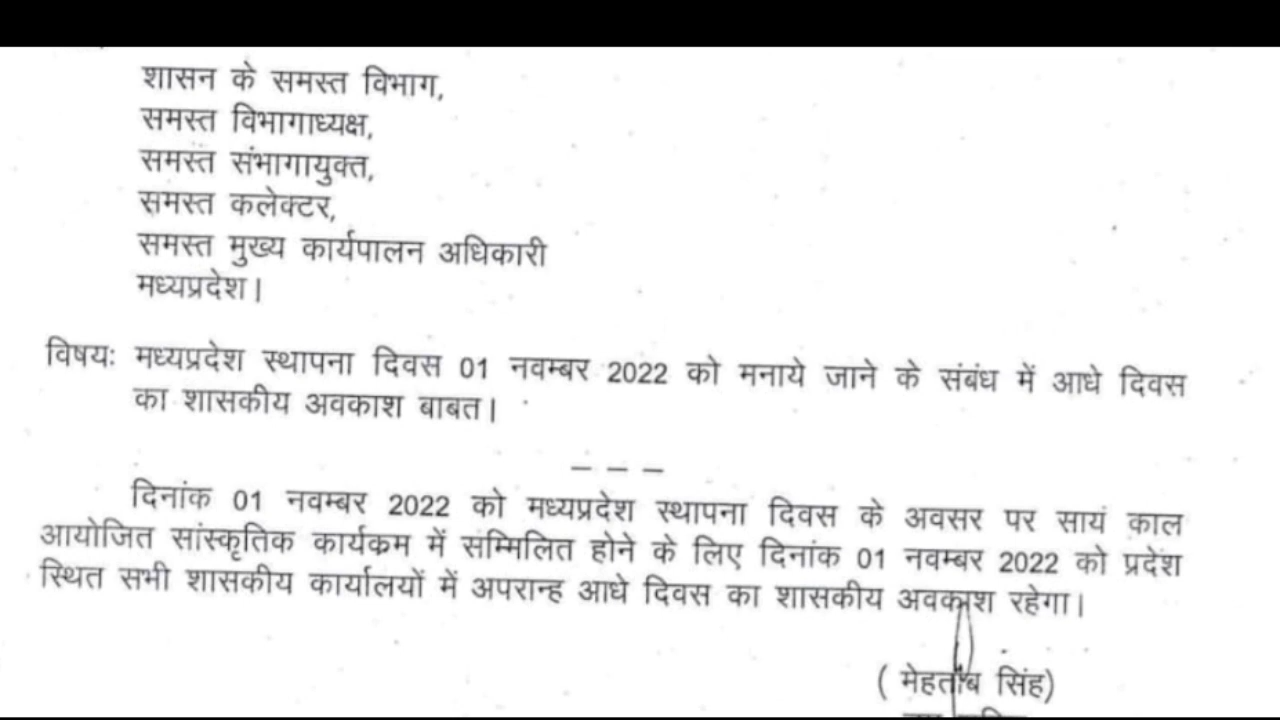 शासन के समस्त विभाग,
समस्त विभागाध्यक्ष,
समस्त संभागायुक्त,
समस्त कलेक्टर,
समस्त मुख्य कार्यपालन अधिकारी
मध्यप्रदेश।
विषयः मध्यप्रदेश स्थापना दिवस 01 नवम्बर 2022 को मनाये जाने के संबंध में आधे दिवस
का शासकीय अवकाश बाबत।
– – –
दिनांक 01 नवम्बर 2022 को मध्यप्रदेश स्थापना दिवस के अवसर पर सायं काल
आयोजित सांस्कृतिक कार्यक्रम में सम्मिलित होने के लिए दिनांक 01 नवम्बर 2022 को प्रदेश
स्थित सभी शासकीय कार्यालयों में अपरान्ह आधे दिवस का शासकीय अवकाश रहेगा।
( मेहताब सिंह)